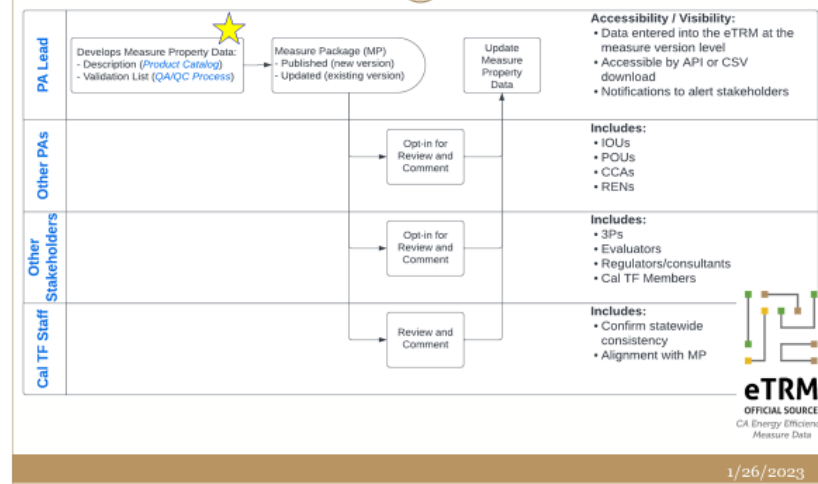 PA Lead
Develops Measure Property Data:
- Description (Product Catalog)
- Validation List (QA/QC Process)
Measure Package (MP)
- Published (new version)
- Updated (existing version)
Update
Measure
Property
Data
Accessibility / Visibility:
• Data entered into the eTRM at the
measure version level
• Accessible by API or CSV
download
• Notifications to alert stakeholders
Other PAs
Opt-in for
Review and
Comment
Includes:
• IOUs
• POUs
• CCAs
• RENs
Other
Stakeholders
Opt-in for
Review and
Comment
Includes:
• 3Ps
• Evaluators
• Regulators/consultants
• Cal TF Members
Cal TF Staff
Review and
Comment
Includes:
• Confirm statewide
consistency
• Alignment with MP
eTRM
OFFICIAL SOURCE
CA Energy Efficien
Measure Data
1/26/2023